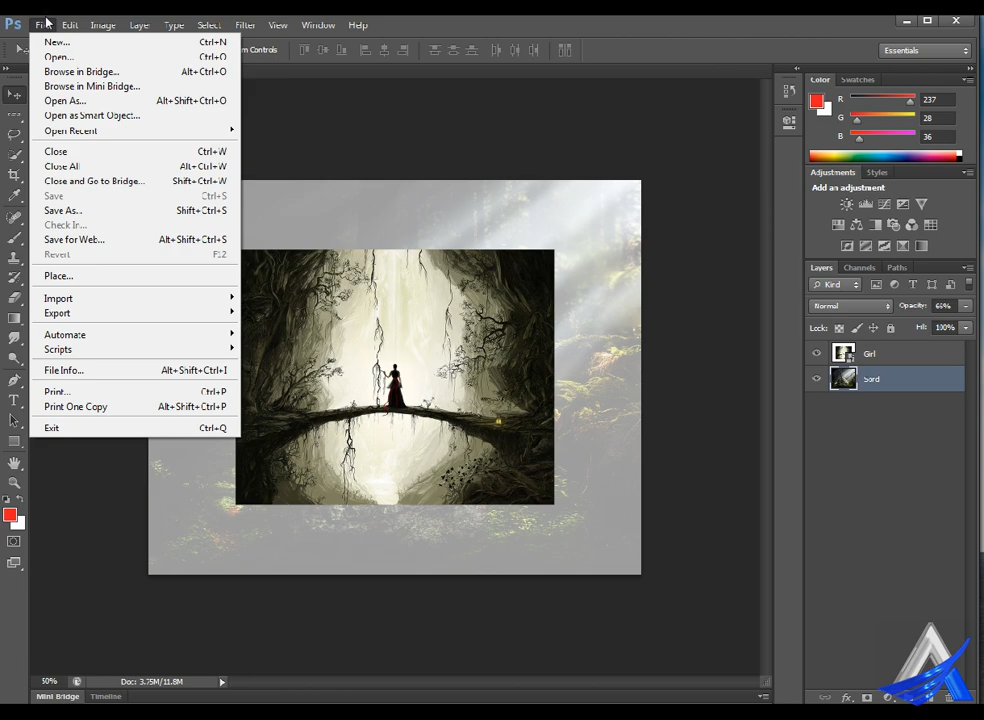 Ps File Edit Image Layer Type Select Filter View Window Help
New... Ctrl+N
Open... Ctrl+O
Browse in Bridge... Alt+Ctrl+O
Browse in Mini Bridge...
Open As... Alt+Shift+Ctrl+O
Open as Smart Object...
Open Recent
Close Ctrl+W
Close All Alt+Ctrl+W
Close and Go to Bridge... Shift+Ctrl+W
Save Ctrl+S
Save As... Shift+Ctrl+S
Check In...
Save for Web... Alt+Shift+Ctrl+S
Revert F12
Place...
Import
Export
Automate
Scripts
File Info... Alt+Shift+Ctrl+I
Print... Ctrl+P
Print One Copy Alt+Shift+Ctrl+P
Exit Ctrl+Q
Controls
Essentials
Color Swatches
R 237
G 28
B 36
Adjustments Styles
Add an adjustment
Layers Channels Paths
Kind
Normal Opacity: 66%
Lock: Fill: 100%
Girl
50% Doc: 3.75M/11.8M
Mini Bridge Timeline